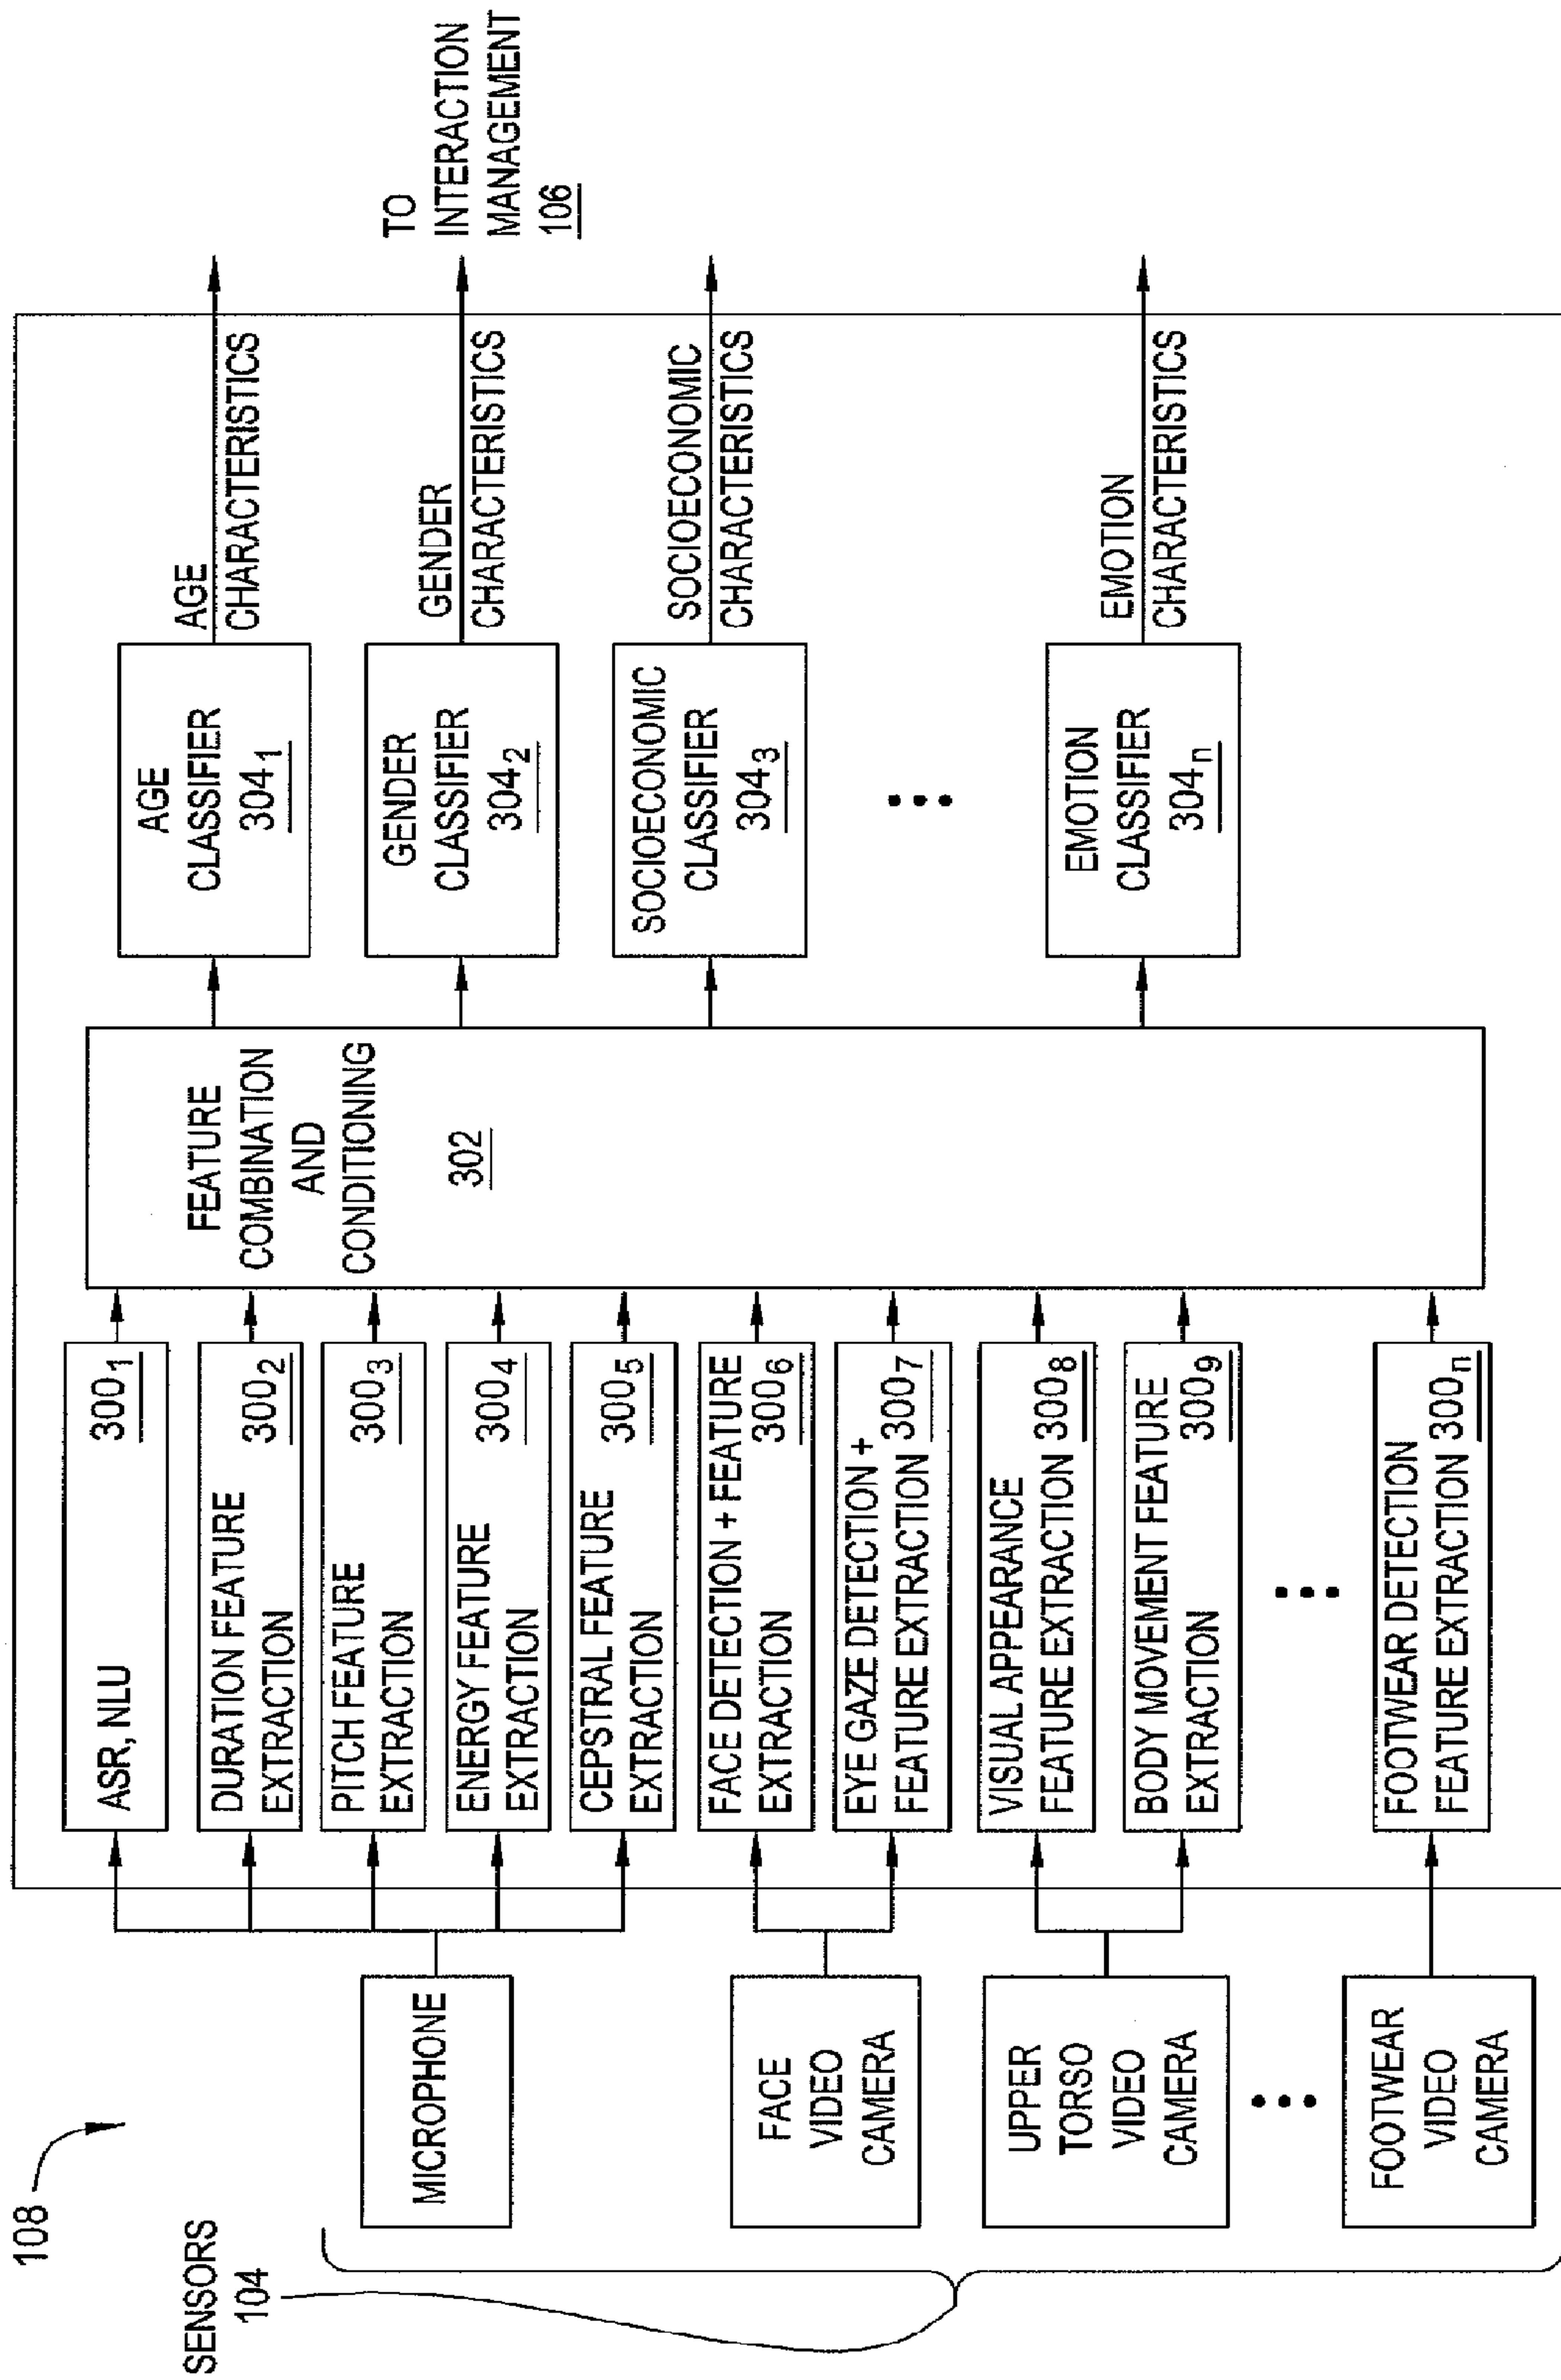 108
SENSORS
104
MICROPHONE
FACE
VIDEO
CAMERA
UPPER
TORSO
VIDEO
CAMERA
FOOTWEAR
VIDEO
CAMERA
ASR, NLU 300₁
DURATION FEATURE
EXTRACTION 300₂
PITCH FEATURE
EXTRACTION 300₃
ENERGY FEATURE
EXTRACTION 300₄
CEPSTRAL FEATURE
EXTRACTION 300₅
FACE DETECTION + FEATURE
EXTRACTION 300₆
EYE GAZE DETECTION +
FEATURE EXTRACTION 300₇
VISUAL APPEARANCE
FEATURE EXTRACTION 300₈
BODY MOVEMENT FEATURE
EXTRACTION 300₉
FOOTWEAR DETECTION
FEATURE EXTRACTION 300ₙ
FEATURE
COMBINATION
AND
CONDITIONING
302
AGE
CLASSIFIER
304₁
GENDER
CLASSIFIER
304₂
SOCIOECONOMIC
CLASSIFIER
304₃
EMOTION
CLASSIFIER
304ₙ
AGE
CHARACTERISTICS
GENDER
CHARACTERISTICS
SOCIOECONOMIC
CHARACTERISTICS
EMOTION
CHARACTERISTICS
TO
INTERACTION
MANAGEMENT
106